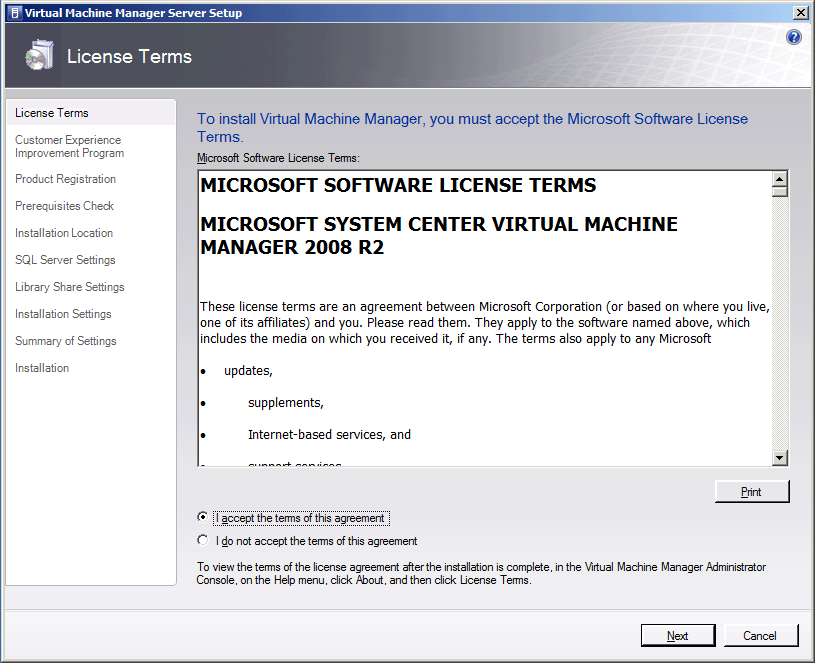 Virtual Machine Manager Server Setup
License Terms
License Terms
Customer Experience
Improvement Program
Product Registration
Prerequisites Check
Installation Location
SQL Server Settings
Library Share Settings
Installation Settings
Summary of Settings
Installation
To install Virtual Machine Manager, you must accept the Microsoft Software License
Terms.
Microsoft Software License Terms:
MICROSOFT SOFTWARE LICENSE TERMS
MICROSOFT SYSTEM CENTER VIRTUAL MACHINE
MANAGER 2008 R2
These license terms are an agreement between Microsoft Corporation (or based on where you live,
one of its affiliates) and you. Please read them. They apply to the software named above, which
includes the media on which you received it, if any. The terms also apply to any Microsoft
• updates,
• supplements,
• Internet-based services, and
• support services
Print
I accept the terms of this agreement
I do not accept the terms of this agreement
To view the terms of the license agreement after the installation is complete, in the Virtual Machine Manager Administrator
Console, on the Help menu, click About, and then click License Terms.
Next
Cancel